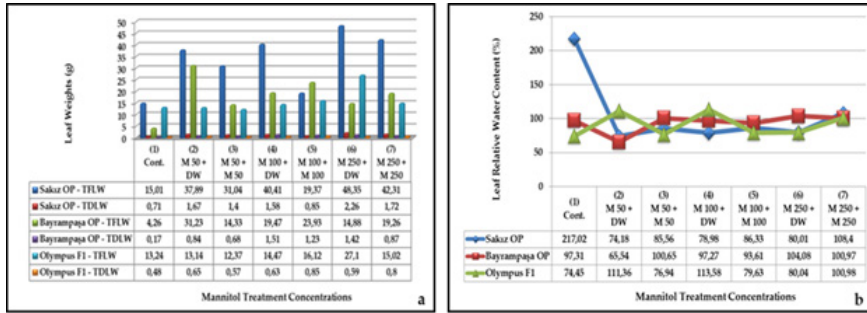 Leaf Weights (g)
50
45
40
35
30
25
20
15
10
5
0
(1) Cont. (2) M 50 + DW (3) M 50 + M 50 (4) M 100 + DW (5) M 100 + M 100 (6) M 250 + DW (7) M 250 + M 250
Sakız OP - TFLW 15,01 37,89 31,04 40,41 19,37 48,35 42,31
Sakız OP - TDLW 0,71 1,67 1,4 1,58 0,85 2,26 1,72
Bayrampaşa OP - TFLW 4,26 31,23 14,33 19,47 23,93 14,88 19,26
Bayrampaşa OP - TDLW 0,17 0,84 0,68 1,51 1,23 1,42 0,87
Olympus F1 - TFLW 13,24 13,14 12,37 14,47 16,12 27,1 15,02
Olympus F1 - TDLW 0,48 0,65 0,57 0,63 0,85 0,59 0,8
Mannitol Treatment Concentrations
a
Leaf Relative Water Content (%)
250
200
150
100
50
0
(1) Cont. (2) M 50 + DW (3) M 50 + M 50 (4) M 100 + DW (5) M 100 + M 100 (6) M 250 + DW (7) M 250 + M 250
Sakız OP 217,02 74,18 85,56 78,98 86,33 80,01 108,4
Bayrampaşa OP 97,31 65,54 100,65 97,27 93,61 104,08 100,97
Olympus F1 74,45 111,36 76,94 113,58 79,63 80,04 100,98
Mannitol Treatment Concentrations
b